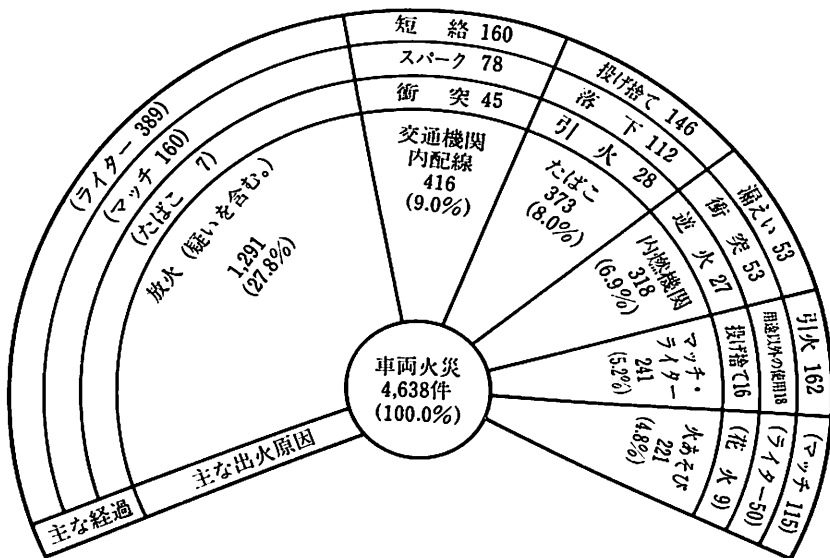 車両火災
4,638件
(100.0%)
主な経過
主な出火原因
(ライター 389)
(マッチ 160)
(たばこ 7)
放火 (疑いを含む。)
1,291
(27.8%)
短絡 160
スパーク 78
衝突 45
交通機関
内配線
416
(9.0%)
投げ捨て 146
落下 112
引火 28
たばこ
373
(8.0%)
漏えい 53
衝突 53
逆火 27
内燃機関
318
(6.9%)
引火 162
用途以外の使用18
投げ捨て16
マッチ・
ライター
241
(5.2%)
(マッチ 115)
(ライター50)
(花火 9)
火あそび
221
(4.8%)